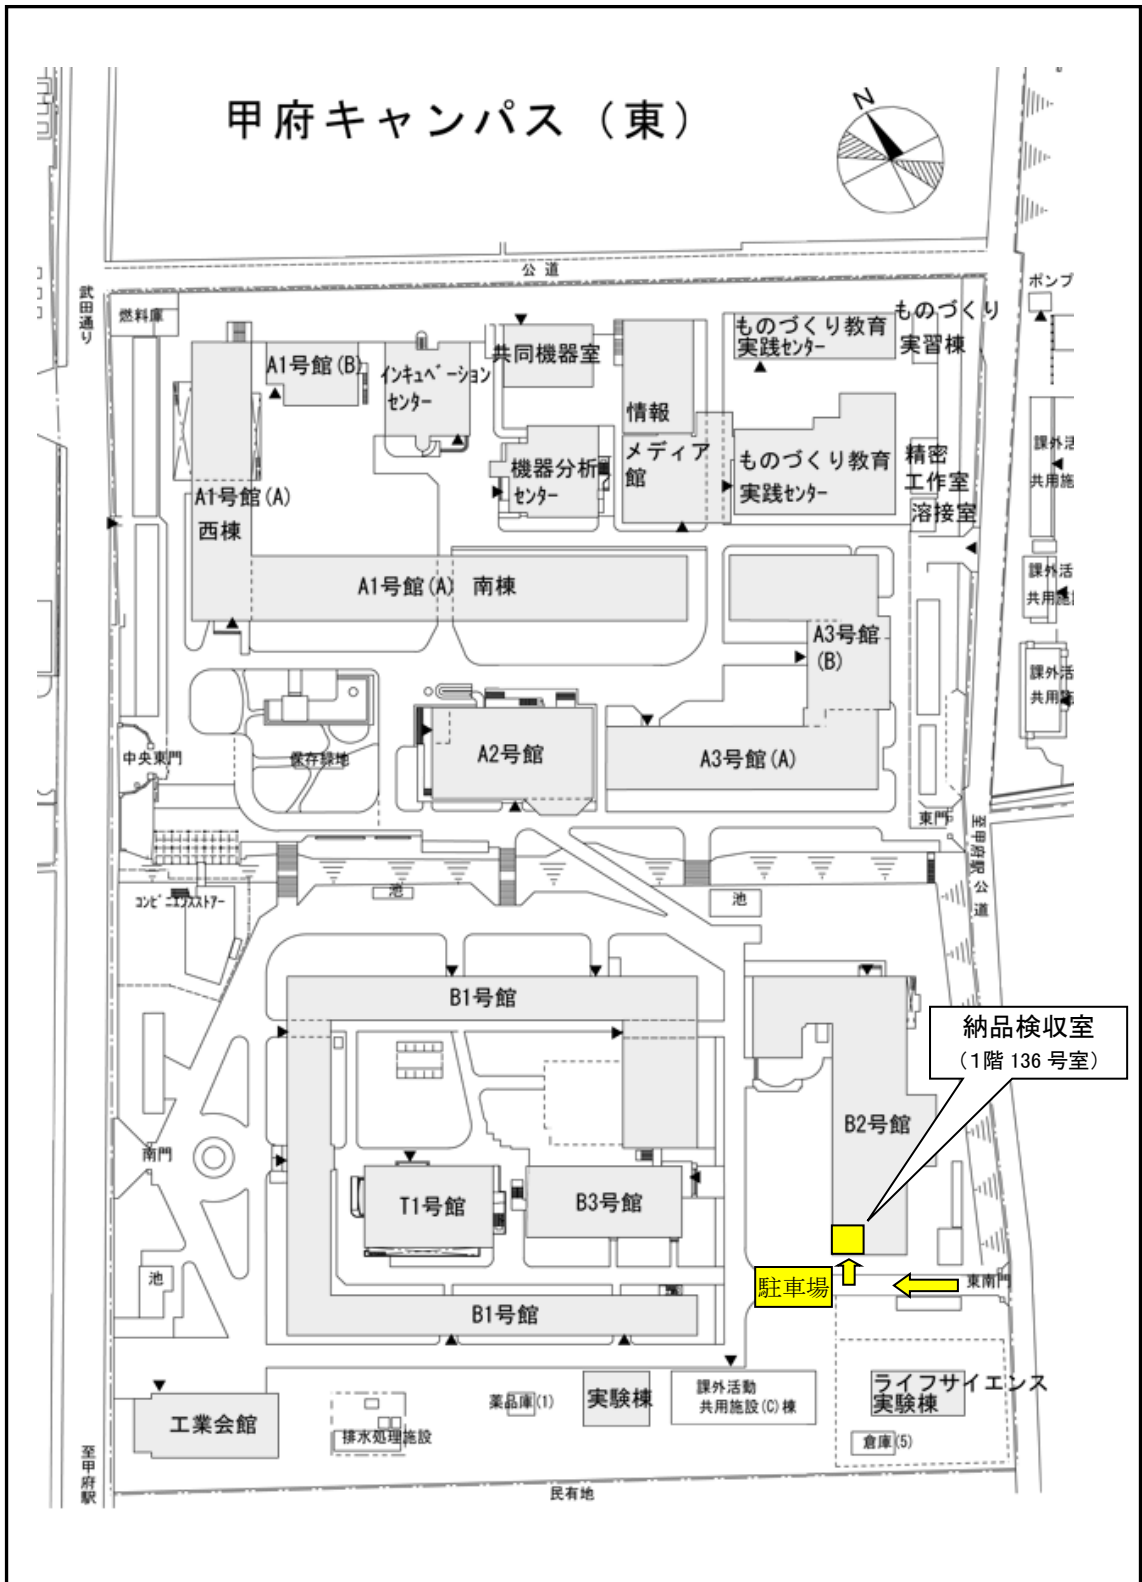 甲府キャンパス（東）
N
公道
武田通り
燃料庫
ポンプ
ものづくり
実習棟
ものづくり教育
実践センター
共同機器室
A1号館(B)
インキュベーション
センター
情報
メディア
館
課外活
共用施
機器分析
センター
ものづくり教育
実践センター
精密
工作室
溶接室
A1号館(A)
西棟
A1号館(A) 南棟
課外活
共用施
A3号館
(B)
課外活
共用施
中央東門
保存緑地
A2号館
A3号館(A)
東門
至甲府駅
公道
コンビニエンスストアー
池
池
B1号館
納品検収室
（1階 136 号室）
B2号館
南門
T1号館
B3号館
池
駐車場
東南門
B1号館
工業会館
排水処理施設
薬品庫(1)
実験棟
課外活動
共用施設(C)棟
ライフサイエンス
実験棟
倉庫(5)
至甲府駅
民有地